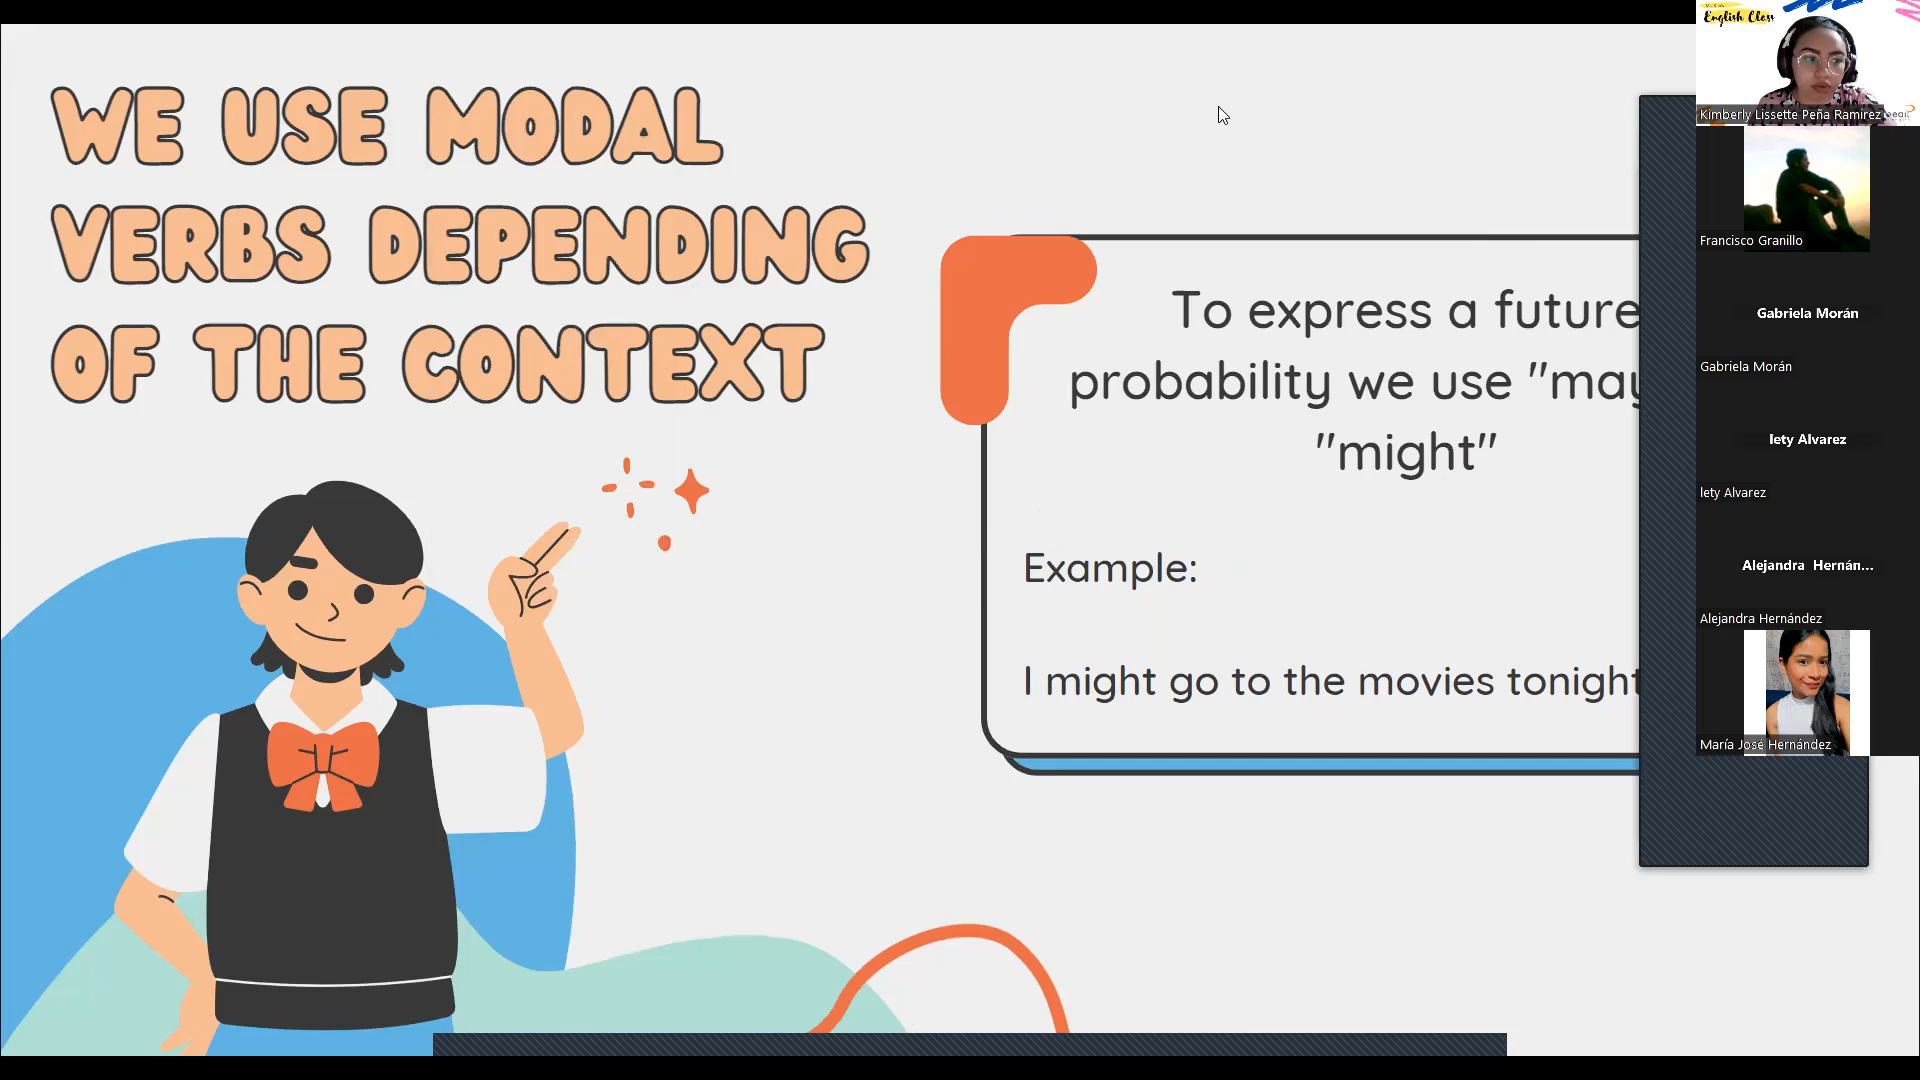 WE USE MODAL
VERBS DEPENDING
OF THE CONTEXT
To express a future
probability we use "may
"might"
Example:
I might go to the movies tonight
English Class
Kimberly Lissette Peña Ramirez
Francisco Granillo
Gabriela Morán
Gabriela Morán
lety Alvarez
lety Alvarez
Alejandra Hernán...
Alejandra Hernández
María José Hernández